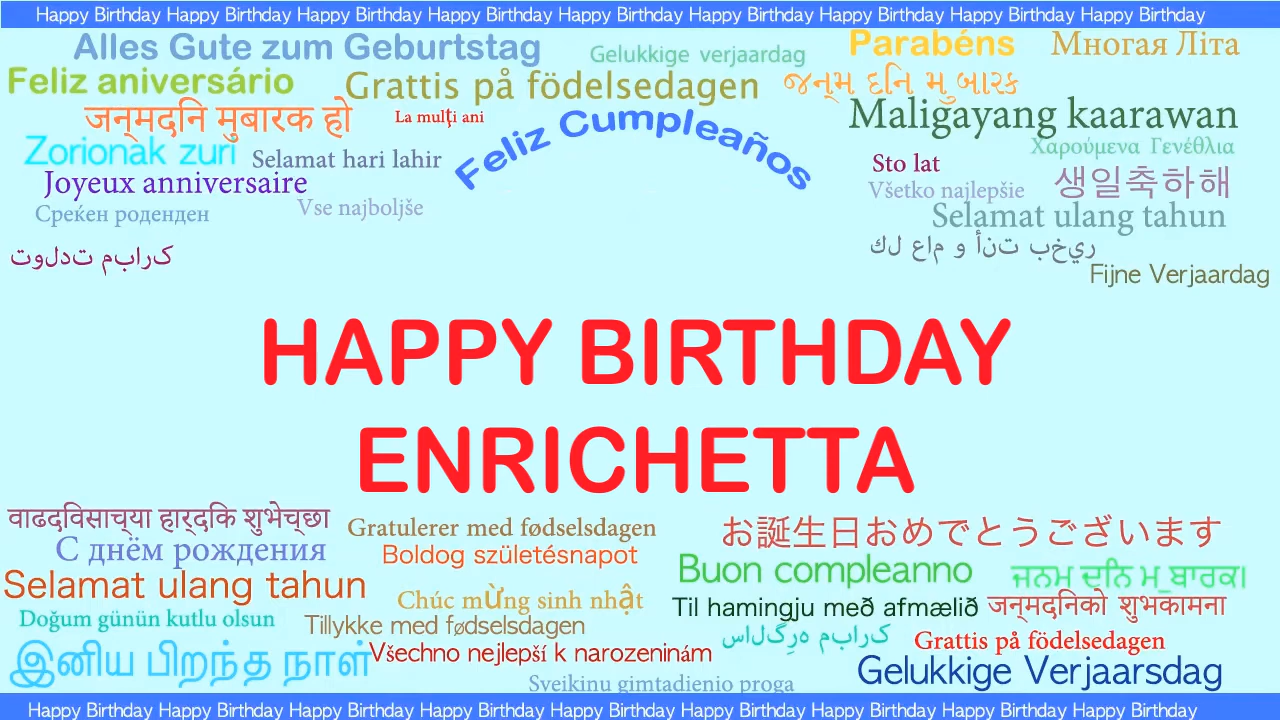 Happy Birthday Happy Birthday Happy Birthday Happy Birthday Happy Birthday Happy Birthday Happy Birthday Happy Birthday Happy Birthday
Alles Gute zum Geburtstag
Gelukkige verjaardag
Parabéns
Многая Літа
Feliz aniversário
Grattis på födelsedagen
જન્મ દિન મુબારક
जन्मदिन मुबारक हो
La mulţi ani
Feliz Cumpleaños
Maligayang kaarawan
Zorionak zuri
Selamat hari lahir
Χαρούμενα Γενέθλια
Sto lat
Joyeux anniversaire
Všetko najlepšie
생일축하해
Среќен роденден
Vse najboljše
Selamat ulang tahun
تولدت مبارک
كل عام و أنت بخير
Fijne Verjaardag
HAPPY BIRTHDAY
ENRICHETTA
वाढदिवसाच्या हार्दिक शुभेच्छा
Gratulerer med fødselsdagen
お誕生日おめでとうございます
С днём рождения
Boldog születésnapot
Buon compleanno
ਜਨਮ ਦਿਨ ਮੁਬਾਰਕ।
Selamat ulang tahun
Chúc mừng sinh nhật
Til hamingju með afmælið
जन्मदिनको शुभकामना
Doğum günün kutlu olsun
Tillykke med fødselsdagen
سالگرہ مبارک
Grattis på födelsedagen
இனிய பிறந்த நாள்
Všechno nejlepší k narozeninám
Gelukkige Verjaarsdag
Sveikinu gimtadienio proga
Happy Birthday Happy Birthday Happy Birthday Happy Birthday Happy Birthday Happy Birthday Happy Birthday Happy Birthday Happy Birthday